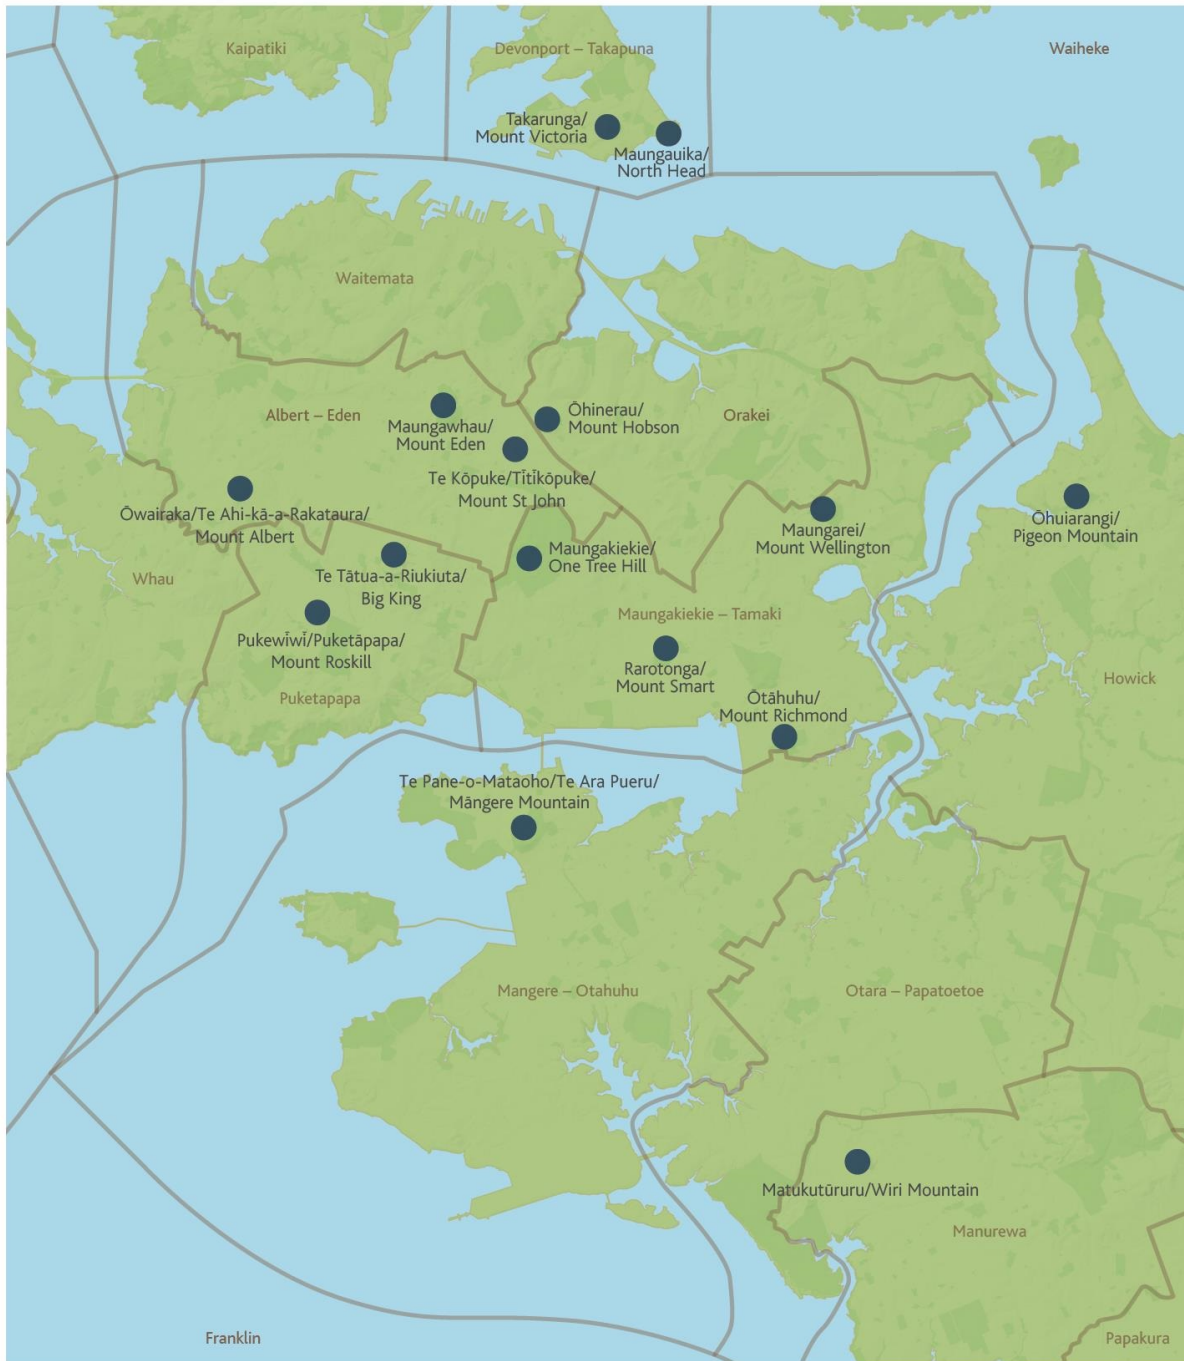 Kaipatiki
Devonport – Takapuna
Waiheke
Takarunga/
Mount Victoria
Maungauika/
North Head
Waitemata
Albert – Eden
Maungawhau/
Mount Eden
Ōhinerau/
Mount Hobson
Orakei
Te Kōpuke/Tītīkōpuke/
Mount St John
Ōwairaka/Te Ahi-kā-a-Rakataura/
Mount Albert
Maungarei/
Mount Wellington
Ōhuiarangi/
Pigeon Mountain
Whau
Te Tātua-a-Riukiuta/
Big King
Maungakiekie/
One Tree Hill
Maungakiekie – Tamaki
Pukewīwī/Puketāpapa/
Mount Roskill
Puketapapa
Rarotonga/
Mount Smart
Ōtāhuhu/
Mount Richmond
Howick
Te Pane-o-Mataoho/Te Ara Pueru/
Māngere Mountain
Mangere – Otahuhu
Otara – Papatoetoe
Matukutūruru/Wiri Mountain
Manurewa
Franklin
Papakura